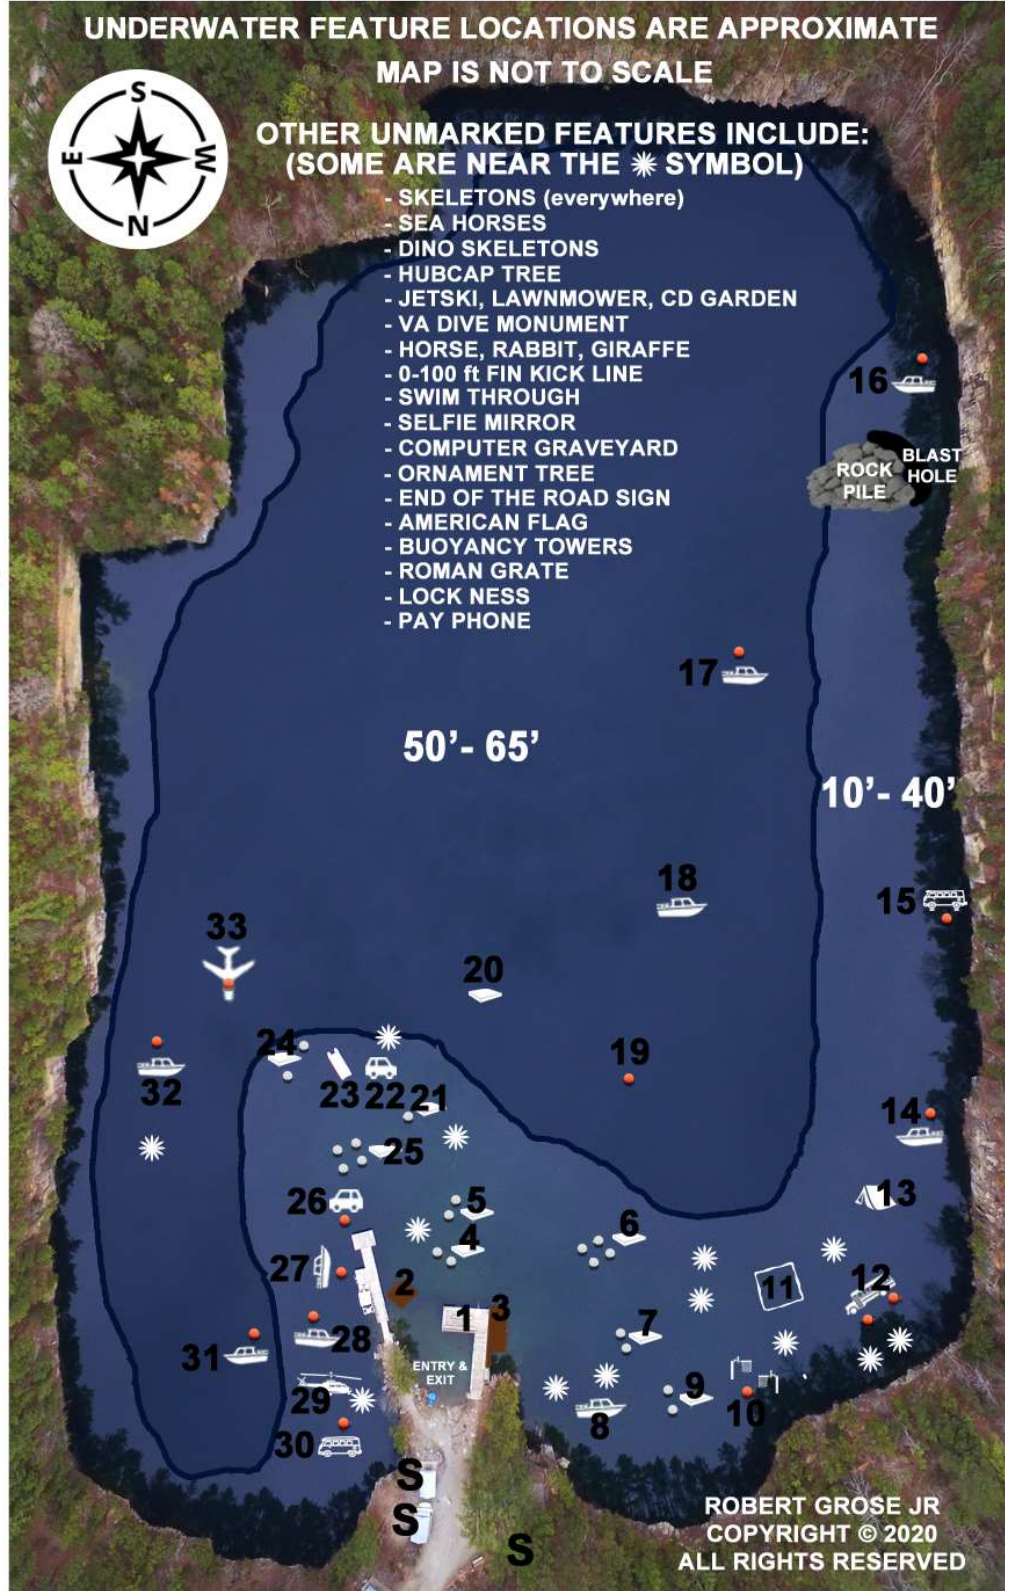 UNDERWATER FEATURE LOCATIONS ARE APPROXIMATE
MAP IS NOT TO SCALE
S
E
W
N
OTHER UNMARKED FEATURES INCLUDE:
(SOME ARE NEAR THE ✷ SYMBOL)
- SKELETONS (everywhere)
- SEA HORSES
- DINO SKELETONS
- HUBCAP TREE
- JETSKI, LAWNMOWER, CD GARDEN
- VA DIVE MONUMENT
- HORSE, RABBIT, GIRAFFE
- 0-100 ft FIN KICK LINE
- SWIM THROUGH
- SELFIE MIRROR
- COMPUTER GRAVEYARD
- ORNAMENT TREE
- END OF THE ROAD SIGN
- AMERICAN FLAG
- BUOYANCY TOWERS
- ROMAN GRATE
- LOCK NESS
- PAY PHONE
16
BLAST
HOLE
ROCK
PILE
17
50'- 65'
10'- 40'
18
15
33
20
24
19
32
23
22
21
14
25
26
5
13
6
4
27
2
11
12
1
3
7
28
31
ENTRY &
EXIT
29
9
10
8
30
S
S
S
ROBERT GROSE JR
COPYRIGHT © 2020
ALL RIGHTS RESERVED